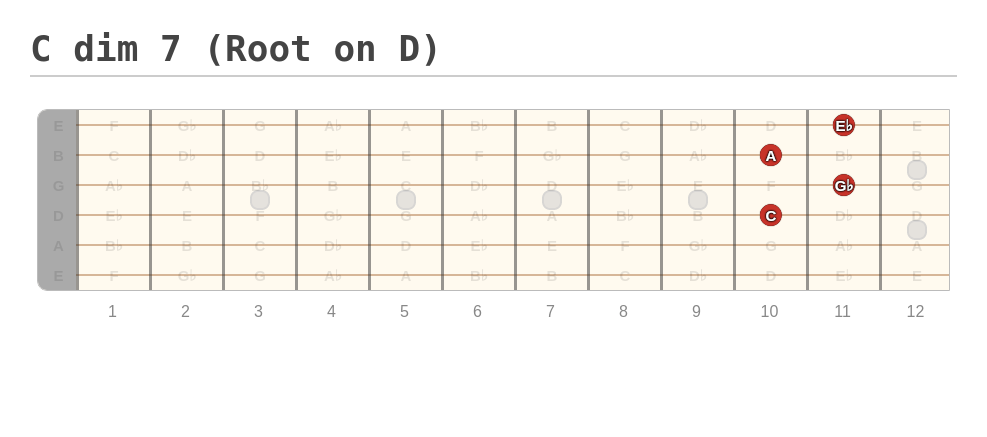 C dim 7 (Root on D)
E F G♭ G A♭ A B♭ B C D♭ D E♭ E
B C D♭ D E♭ E F G♭ G A♭ A B♭ B
G A♭ A B♭ B C D♭ D E♭ E F G♭ G
D E♭ E F G♭ G A♭ A B♭ B C D♭ D
A B♭ B C D♭ D E♭ E F G♭ G A♭ A
E F G♭ G A♭ A B♭ B C D♭ D E♭ E
1 2 3 4 5 6 7 8 9 10 11 12